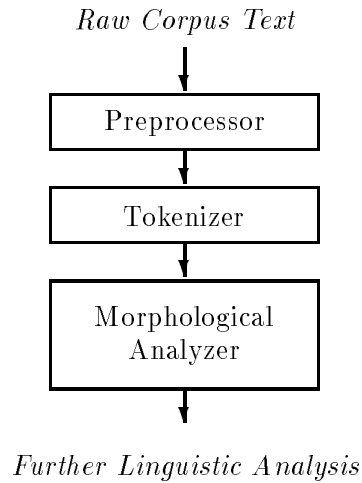 Raw Corpus Text
Preprocessor
Tokenizer
Morphological
Analyzer
Further Linguistic Analysis